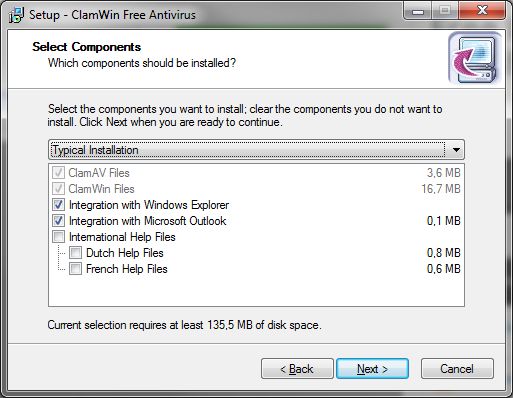 Setup - ClamWin Free Antivirus
Select Components
Which components should be installed?
Select the components you want to install; clear the components you do not want to
install. Click Next when you are ready to continue.
Typical Installation
ClamAV Files 3,6 MB
ClamWin Files 16,7 MB
Integration with Windows Explorer
Integration with Microsoft Outlook 0,1 MB
International Help Files
Dutch Help Files 0,8 MB
French Help Files 0,6 MB
Current selection requires at least 135,5 MB of disk space.
< Back Next > Cancel